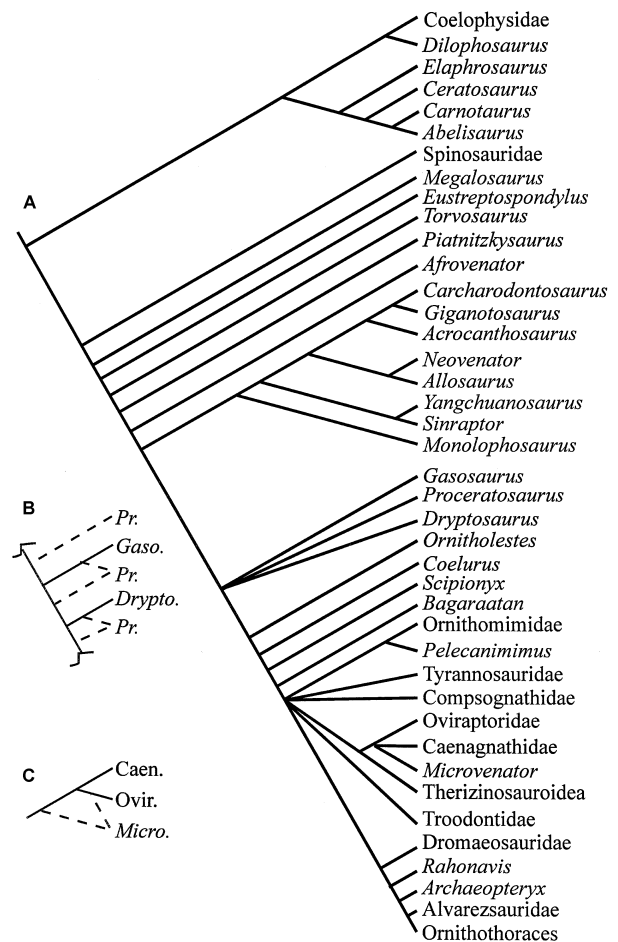 Coelophysidae
Dilophosaurus
Elaphrosaurus
Ceratosaurus
Carnotaurus
Abelisaurus
Spinosauridae
A
Megalosaurus
Eustreptospondylus
Torvosaurus
Piatnitzkysaurus
Afrovenator
Carcharodontosaurus
Giganotosaurus
Acrocanthosaurus
Neovenator
Allosaurus
Yangchuanosaurus
Sinraptor
Monolophosaurus
Gasosaurus
Proceratosaurus
Dryptosaurus
Ornitholestes
Coelurus
Scipionyx
Bagaraatan
Ornithomimidae
Pelecanimimus
Tyrannosauridae
Compsognathidae
Oviraptoridae
Caenagnathidae
Microvenator
Therizinosauroidea
Troodontidae
Dromaeosauridae
Rahonavis
Archaeopteryx
Alvarezsauridae
Ornithothoraces
B
Pr.
Gaso.
Pr.
Drypto.
Pr.
C
Caen.
Ovir.
Micro.